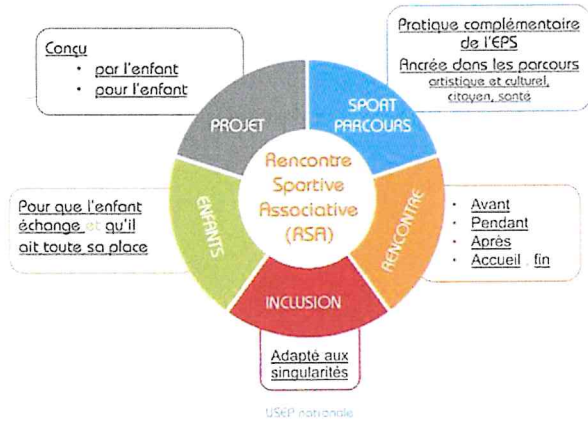 Conçu
• par l'enfant
• pour l'enfant
Pratique complémentaire
de l'EPS
Ancrée dans les parcours
artistique et culturel,
citoyen, santé
PROJET
SPORT
PARCOURS
Rencontre
Sportive
Associative
(RSA)
Pour que l'enfant
échange et qu'il
ait toute sa place
ENFANTS
RENCONTRE
• Avant
• Pendant
• Après
• Accueil . fin
INCLUSION
Adapté aux
singularités
USEP nationale